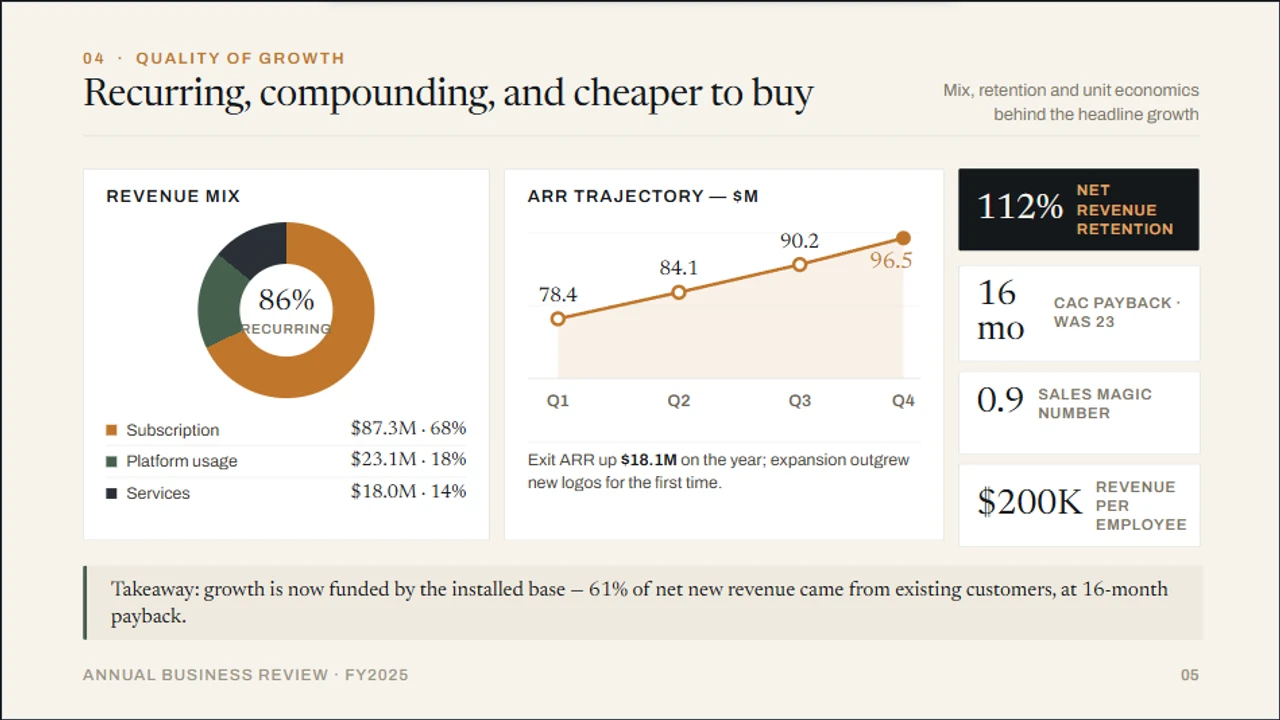 04 · QUALITY OF GROWTH
Recurring, compounding, and cheaper to buy
Mix, retention and unit economics
behind the headline growth
REVENUE MIX
86%
RECURRING
Subscription $87.3M · 68%
Platform usage $23.1M · 18%
Services $18.0M · 14%
ARR TRAJECTORY — $M
78.4
84.1
90.2
96.5
Q1 Q2 Q3 Q4
Exit ARR up $18.1M on the year; expansion outgrew
new logos for the first time.
112%
NET
REVENUE
RETENTION
16
mo
CAC PAYBACK ·
WAS 23
0.9
SALES MAGIC
NUMBER
$200K
REVENUE
PER
EMPLOYEE
Takeaway: growth is now funded by the installed base — 61% of net new revenue came from existing customers, at 16-month
payback.
ANNUAL BUSINESS REVIEW · FY2025
05